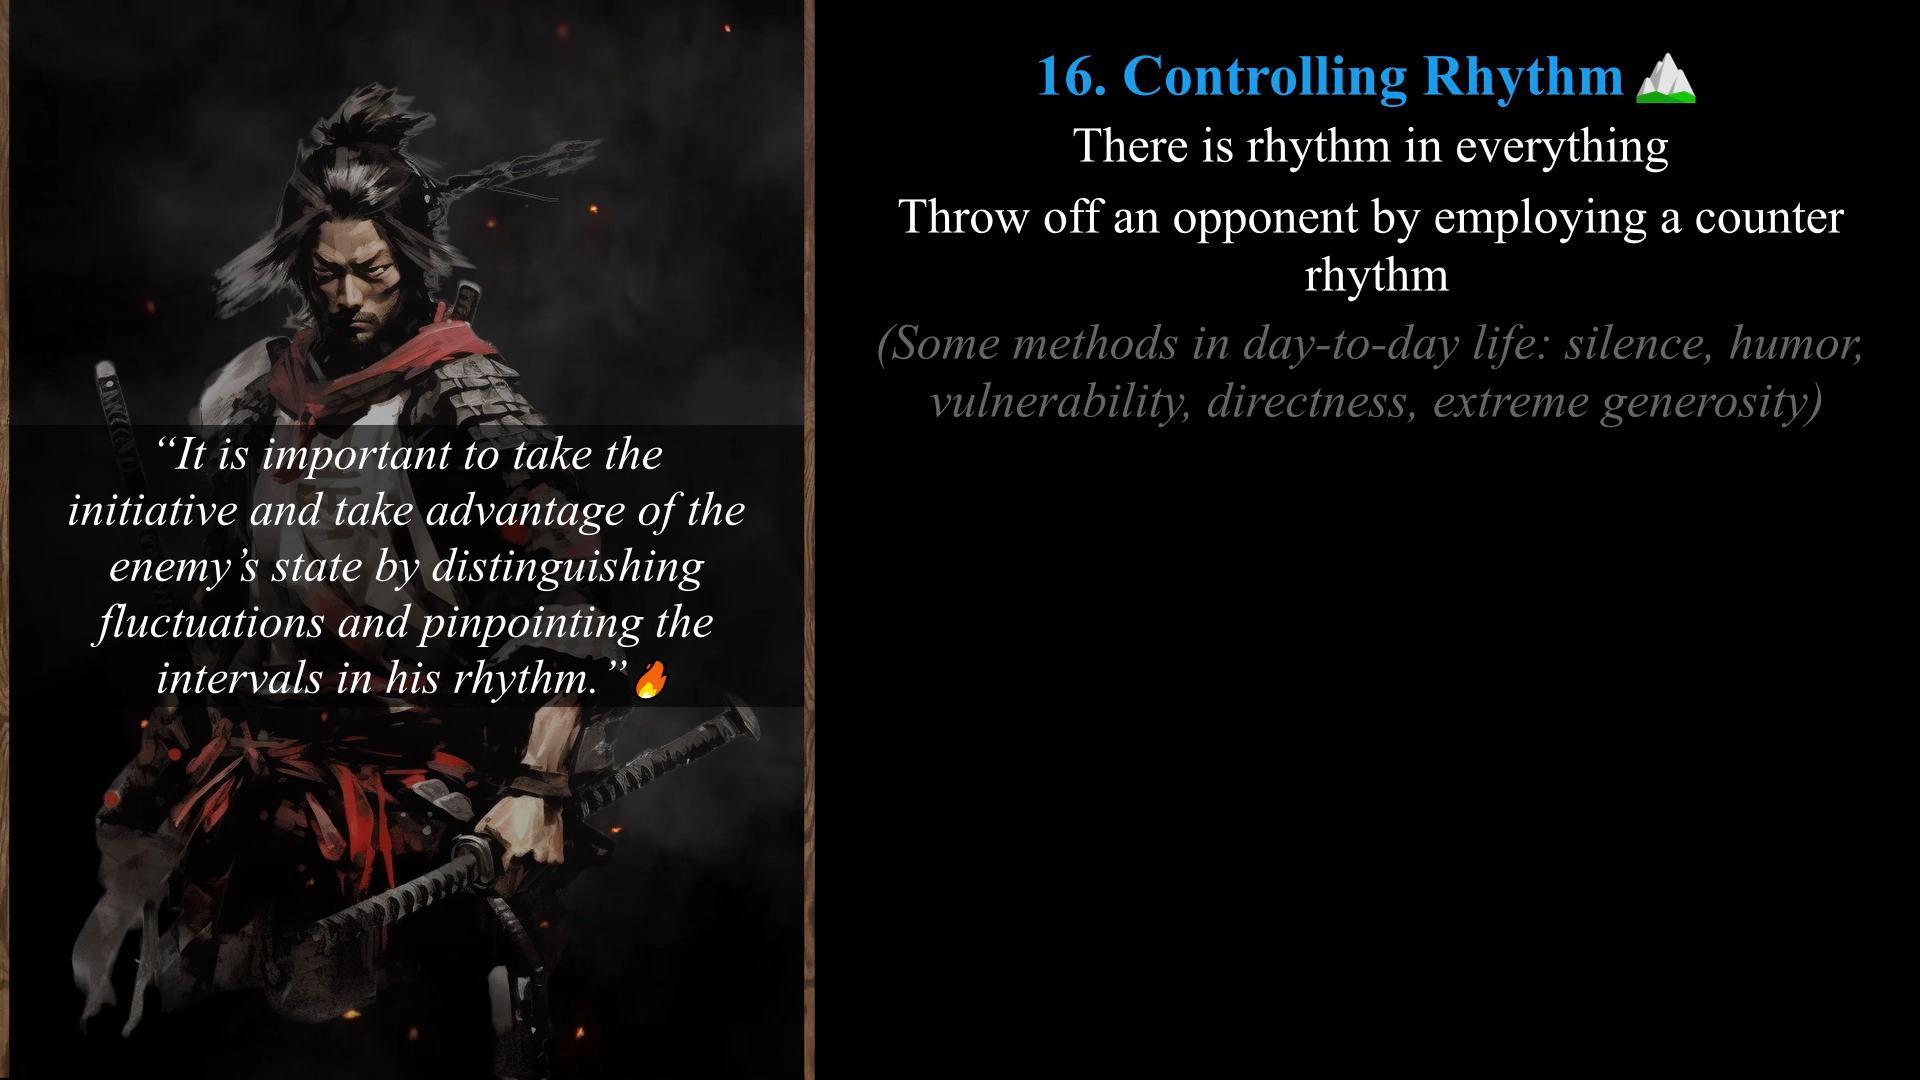 16. Controlling Rhythm
There is rhythm in everything
Throw off an opponent by employing a counter
rhythm
(Some methods in day-to-day life: silence, humor,
vulnerability, directness, extreme generosity)
“It is important to take the
initiative and take advantage of the
enemy’s state by distinguishing
fluctuations and pinpointing the
intervals in his rhythm.”